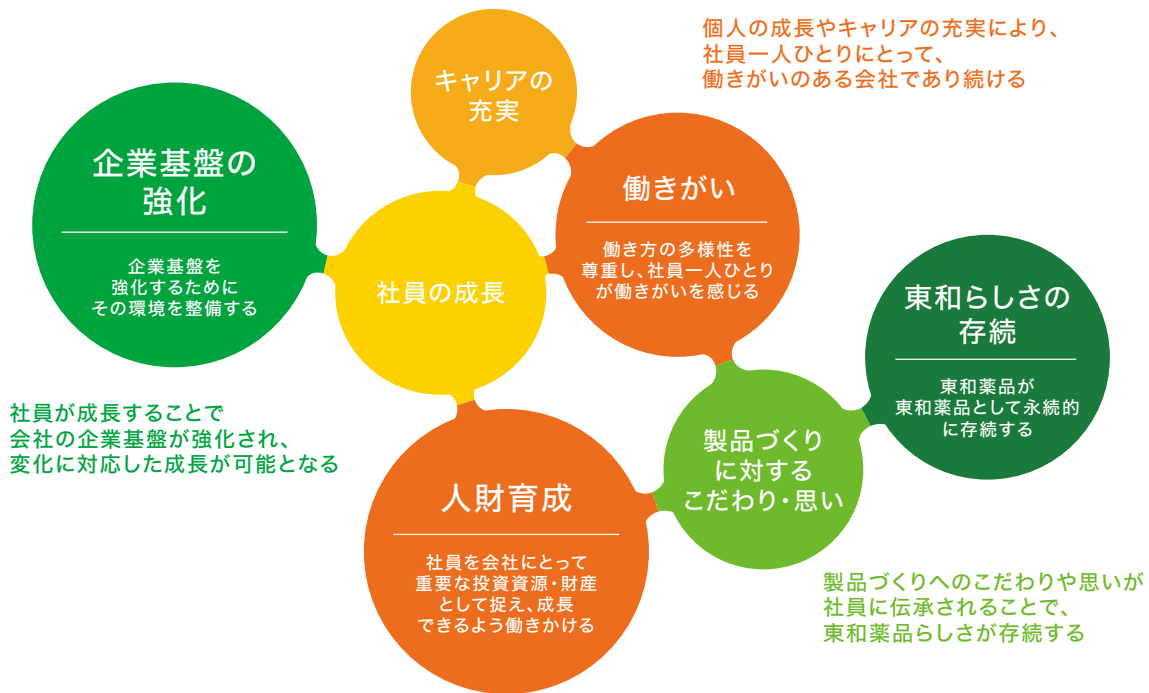 個人の成長やキャリアの充実により、
社員一人ひとりにとって、
働きがいのある会社であり続ける
キャリアの
充実
企業基盤の
強化
企業基盤を
強化するために
その環境を整備する
働きがい
働き方の多様性を
尊重し、社員一人ひとり
が働きがいを感じる
社員の成長
東和らしさの
存続
東和薬品が
東和薬品として永続的
に存続する
社員が成長することで
会社の企業基盤が強化され、
変化に対応した成長が可能となる
製品づくり
に対する
こだわり・思い
人財育成
社員を会社にとって
重要な投資資源・財産
として捉え、成長
できるよう働きかける
製品づくりへのこだわりや思いが
社員に伝承されることで、
東和薬品らしさが存続する